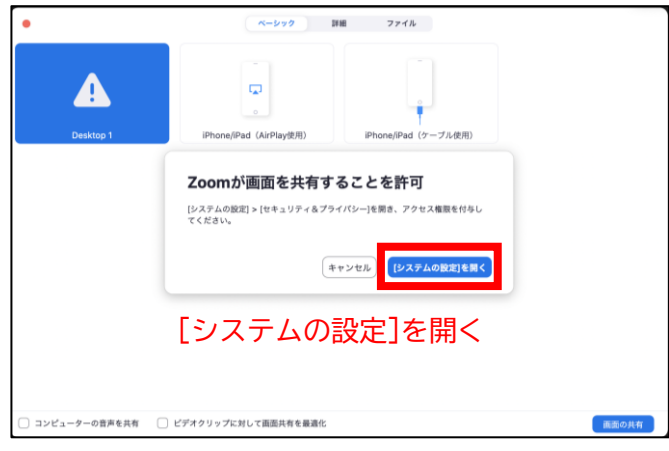 ベーシック 詳細 ファイル
Desktop 1 iPhone/iPad（AirPlay使用） iPhone/iPad（ケーブル使用）
Zoomが画面を共有することを許可
[システムの設定] > [セキュリティ&プライバシー]を開き、アクセス権限を付与し
てください。
キャンセル [システムの設定]を開く
[システムの設定]を開く
コンピューターの音声を共有 ビデオクリップに対して画面共有を最適化 画面の共有